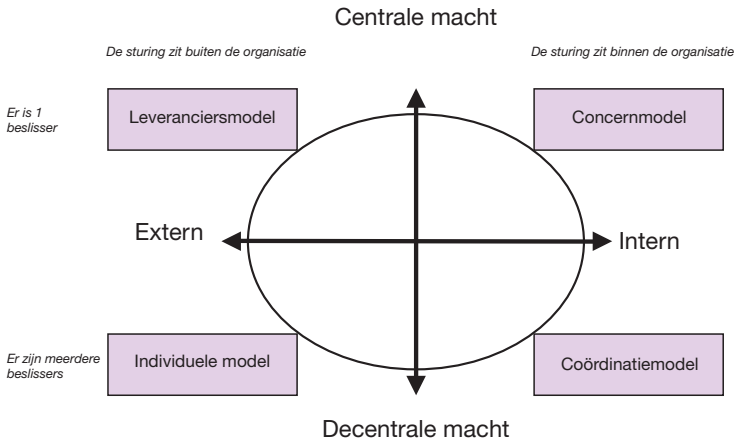 Centrale macht
De sturing zit buiten de organisatie
De sturing zit binnen de organisatie
Er is 1
beslisser
Leveranciersmodel
Concernmodel
Extern
Intern
Er zijn meerdere
beslissers
Individuele model
Coördinatiemodel
Decentrale macht